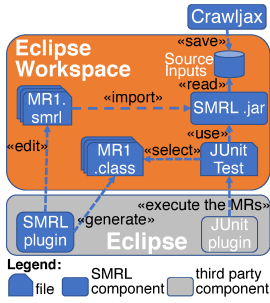 Crawljax
«save»
Eclipse
Workspace
Source
Inputs
«read»
MR1.
smrl
«import»
SMRL .jar
«use»
«edit»
MR1
.class
«select»
JUnit
Test
«execute the MRs»
SMRL
plugin
«generate»
Eclipse
JUnit
plugin
Legend:
file
SMRL
component
third party
component